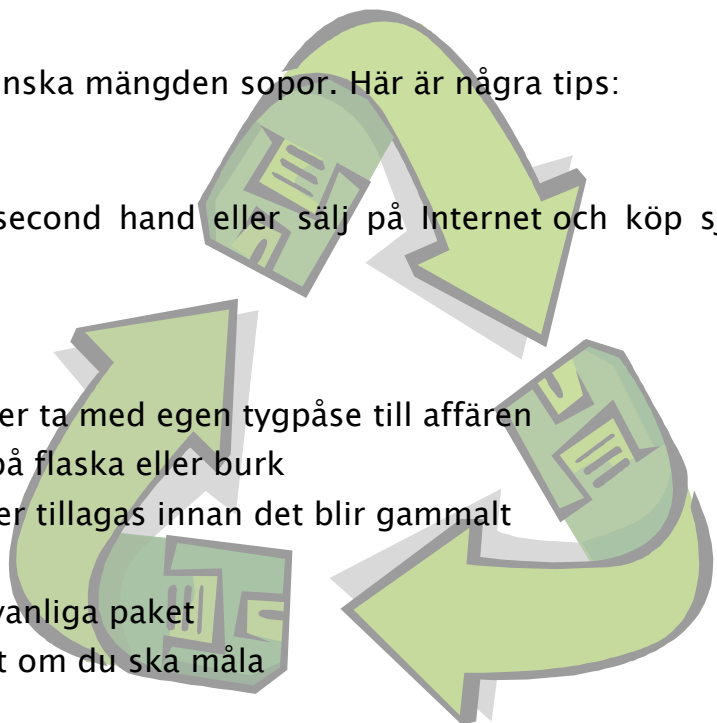 nska mängden sopor. Här är några tips:
second hand eller sälj på Internet och köp sj
er ta med egen tygpåse till affären
på flaska eller burk
er tillagas innan det blir gammalt
vanliga paket
t om du ska måla